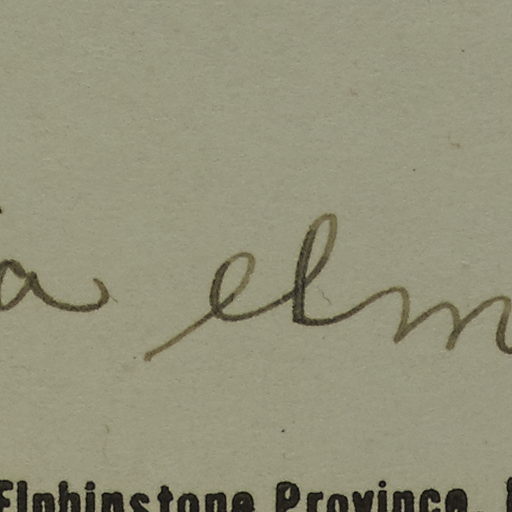 a elm
Elphinstone Province,